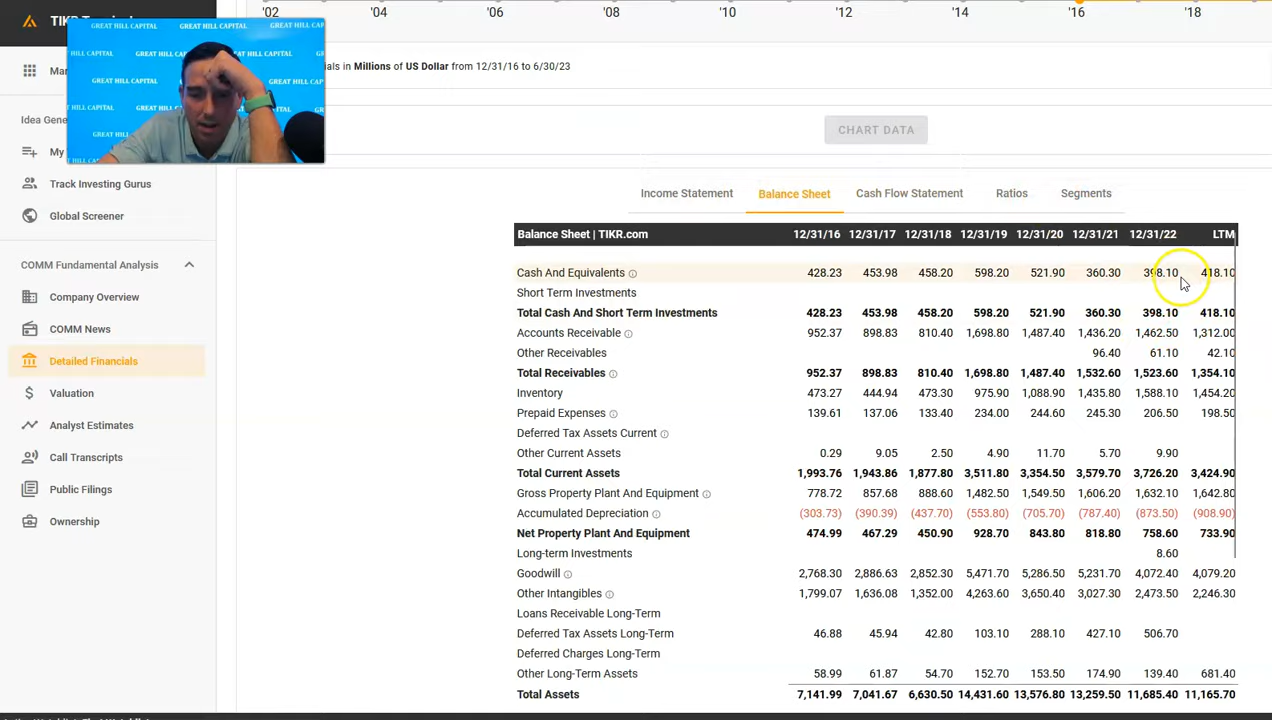 '02 '04 '06 '08 '10 '12 '14 '16 '18
TIKR
GREAT HILL CAPITAL GREAT HILL CAPITAL GREAT HILL CAPITAL
in Millions of US Dollar from 12/31/16 to 6/30/23
CHART DATA
Idea Gene
My
Track Investing Gurus
Global Screener
COMM Fundamental Analysis
Company Overview
COMM News
Detailed Financials
Valuation
Analyst Estimates
Call Transcripts
Public Filings
Ownership
Income Statement Balance Sheet Cash Flow Statement Ratios Segments
Balance Sheet | TIKR.com 12/31/16 12/31/17 12/31/18 12/31/19 12/31/20 12/31/21 12/31/22 LTM
Cash And Equivalents 428.23 453.98 458.20 598.20 521.90 360.30 398.10 418.10
Short Term Investments
Total Cash And Short Term Investments 428.23 453.98 458.20 598.20 521.90 360.30 398.10 418.10
Accounts Receivable 952.37 898.83 810.40 1,698.80 1,487.40 1,436.20 1,462.50 1,312.00
Other Receivables 96.40 61.10 42.10
Total Receivables 952.37 898.83 810.40 1,698.80 1,487.40 1,532.60 1,523.60 1,354.10
Inventory 473.27 444.94 473.30 975.90 1,088.90 1,435.80 1,588.10 1,454.20
Prepaid Expenses 139.61 137.06 133.40 234.00 244.60 245.30 206.50 198.50
Deferred Tax Assets Current
Other Current Assets 0.29 9.05 2.50 4.90 11.70 5.70 9.90
Total Current Assets 1,993.76 1,943.86 1,877.80 3,511.80 3,354.50 3,579.70 3,726.20 3,424.90
Gross Property Plant And Equipment 778.72 857.68 888.60 1,482.50 1,549.50 1,606.20 1,632.10 1,642.80
Accumulated Depreciation (303.73) (390.39) (437.70) (553.80) (705.70) (787.40) (873.50) (908.90)
Net Property Plant And Equipment 474.99 467.29 450.90 928.70 843.80 818.80 758.60 733.90
Long-term Investments 8.60
Goodwill 2,768.30 2,886.63 2,852.30 5,471.70 5,286.50 5,231.70 4,072.40 4,079.20
Other Intangibles 1,799.07 1,636.08 1,352.00 4,263.60 3,650.40 3,027.30 2,473.50 2,246.30
Loans Receivable Long-Term
Deferred Tax Assets Long-Term 46.88 45.94 42.80 103.10 288.10 427.10 506.70
Deferred Charges Long-Term
Other Long-Term Assets 58.99 61.87 54.70 152.70 153.50 174.90 139.40 681.40
Total Assets 7,141.99 7,041.67 6,630.50 14,431.60 13,576.80 13,259.50 11,685.40 11,165.70